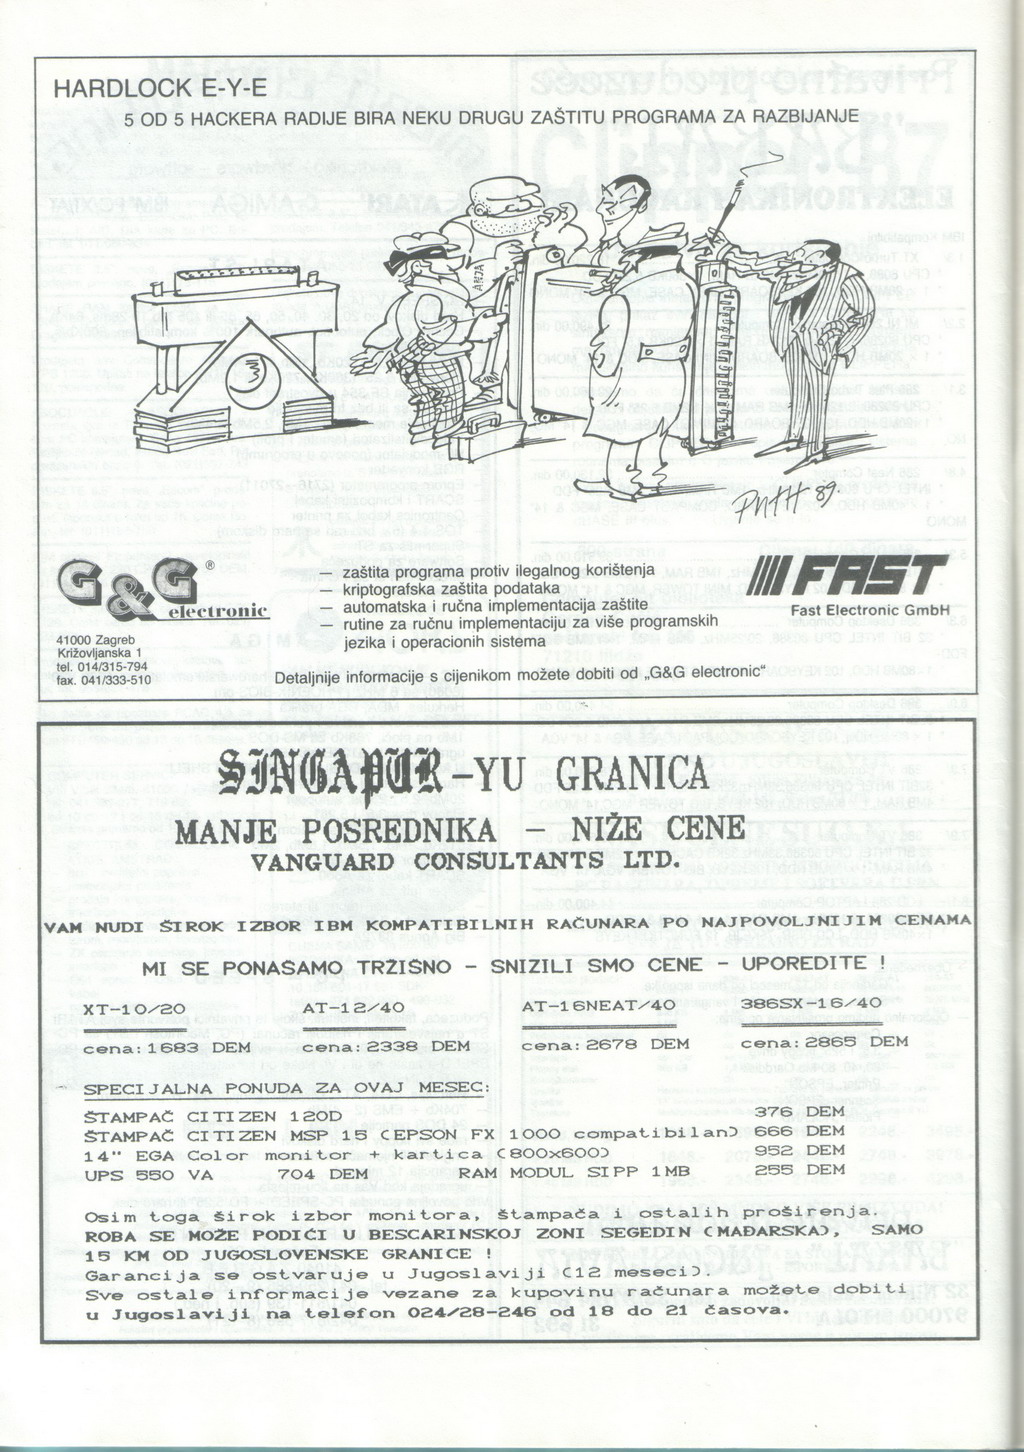 HARDLOCK E-Y-E
5 OD 5 HACKERA RADIJE BIRA NEKU DRUGU ZAŠTITU PROGRAMA ZA RAZBIJANJE
ANJA
89.
G&G ®
electronic
41000 Zagreb
Križovljanska 1
tel. 014/315-794
fax. 041/333-510
— zaštita programa protiv ilegalnog korištenja
— kriptografska zaštita podataka
— automatska i ručna implementacija zaštite
— rutine za ručnu implementaciju za više programskih
jezika i operacionih sistema
FAST
Fast Electronic GmbH
Detaljnije informacije s cijenikom možete dobiti od „G&G electronic"
SINGAPUR-YU GRANICA
MANJE POSREDNIKA - NIŽE CENE
VANGUARD CONSULTANTS LTD.
VAM NUDI ŠIROK IZBOR IBM KOMPATIBILNIH RAČUNARA PO NAJPOVOLJNIJIM CENAMA
MI SE PONAŠAMO TRŽIŠNO - SNIZILI SMO CENE - UPOREDITE !
XT-10/20 AT-12/40 AT-16NEAT/40 386SX-16/40
cena:1683 DEM cena:2338 DEM cena:2678 DEM cena:2865 DEM
SPECIJALNA PONUDA ZA OVAJ MESEC:
ŠTAMPAČ CITIZEN 120D 376 DEM
ŠTAMPAČ CITIZEN MSP 15 (EPSON FX 1000 compatibilan) 666 DEM
14" EGA Color monitor + kartica (800x600) 952 DEM
UPS 550 VA 704 DEM RAM MODUL SIPP 1MB 255 DEM
Osim toga širok izbor monitora, štampača i ostalih proširenja.
ROBA SE MOŽE PODIĆI U BESCARINSKOJ ZONI SEGEDIN (MAĐARSKA), SAMO
15 KM OD JUGOSLOVENSKE GRANICE !
Garancija se ostvaruje u Jugoslaviji (12 meseci).
Sve ostale informacije vezane za kupovinu računara možete dobiti
u Jugoslaviji na telefon 024/28-246 od 18 do 21 časova.